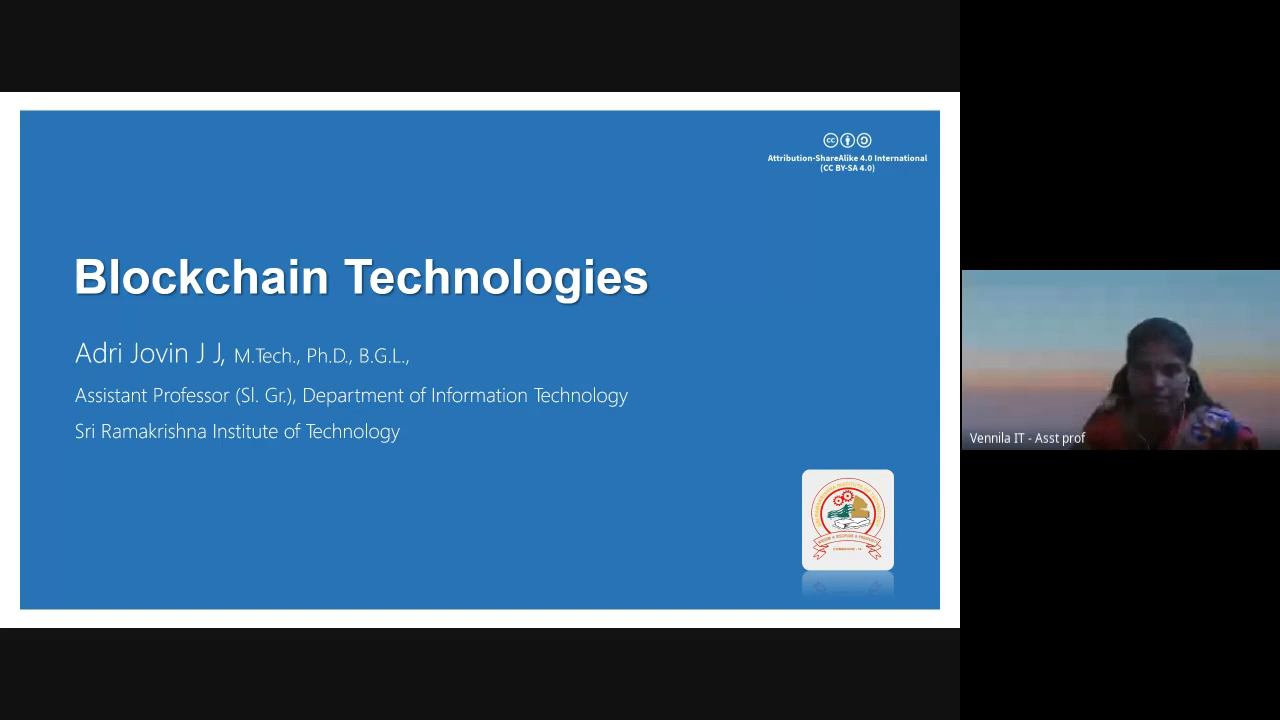 Attribution-ShareAlike 4.0 International
(CC BY-SA 4.0)
Blockchain Technologies
Adri Jovin J J, M.Tech., Ph.D., B.G.L.,
Assistant Professor (Sl. Gr.), Department of Information Technology
Sri Ramakrishna Institute of Technology
Vennila IT - Asst prof